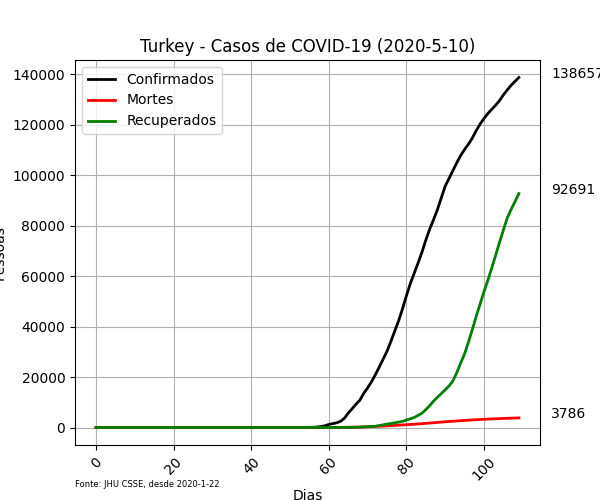 Turkey - Casos de COVID-19 (2020-5-10)
Confirmados
Mortes
Recuperados
140000
120000
100000
80000
60000
40000
20000
0
138657
92691
3786
0
20
40
60
80
100
Fonte: JHU CSSE, desde 2020-1-22
Dias